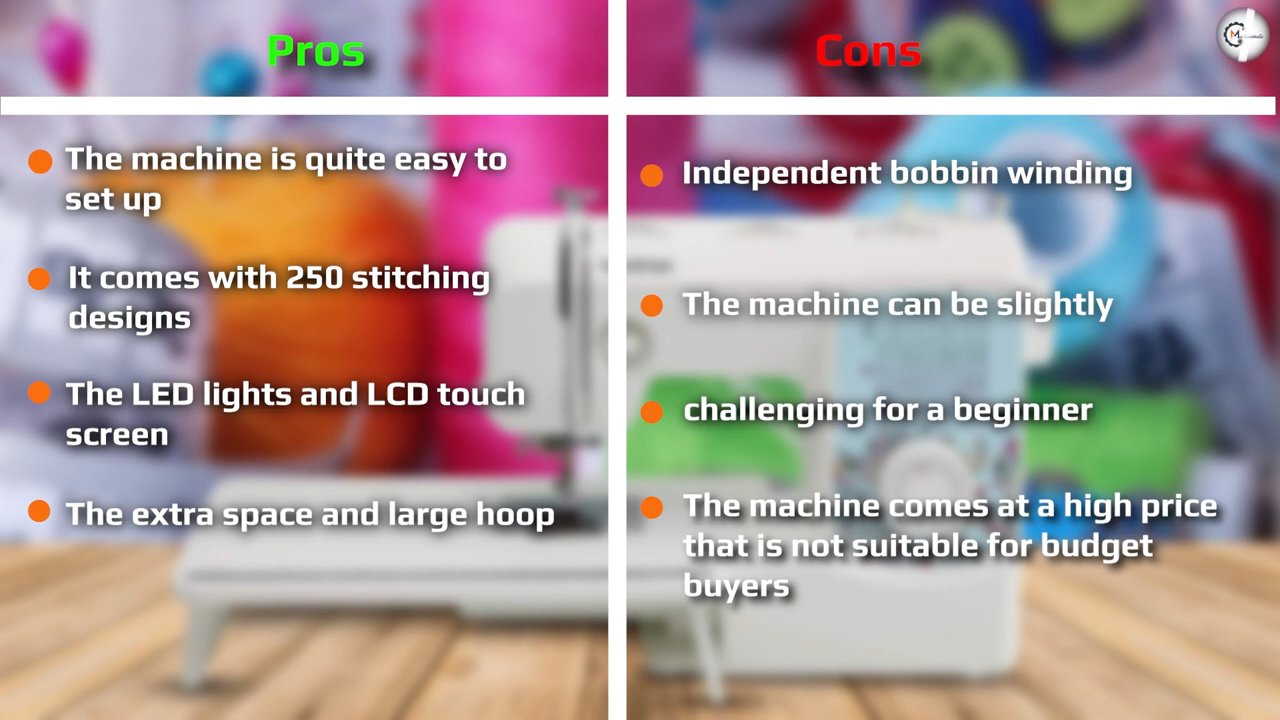 Pros
Cons
The machine is quite easy to
set up
It comes with 250 stitching
designs
The LED lights and LCD touch
screen
The extra space and large hoop
Independent bobbin winding
The machine can be slightly
challenging for a beginner
The machine comes at a high price
that is not suitable for budget
buyers